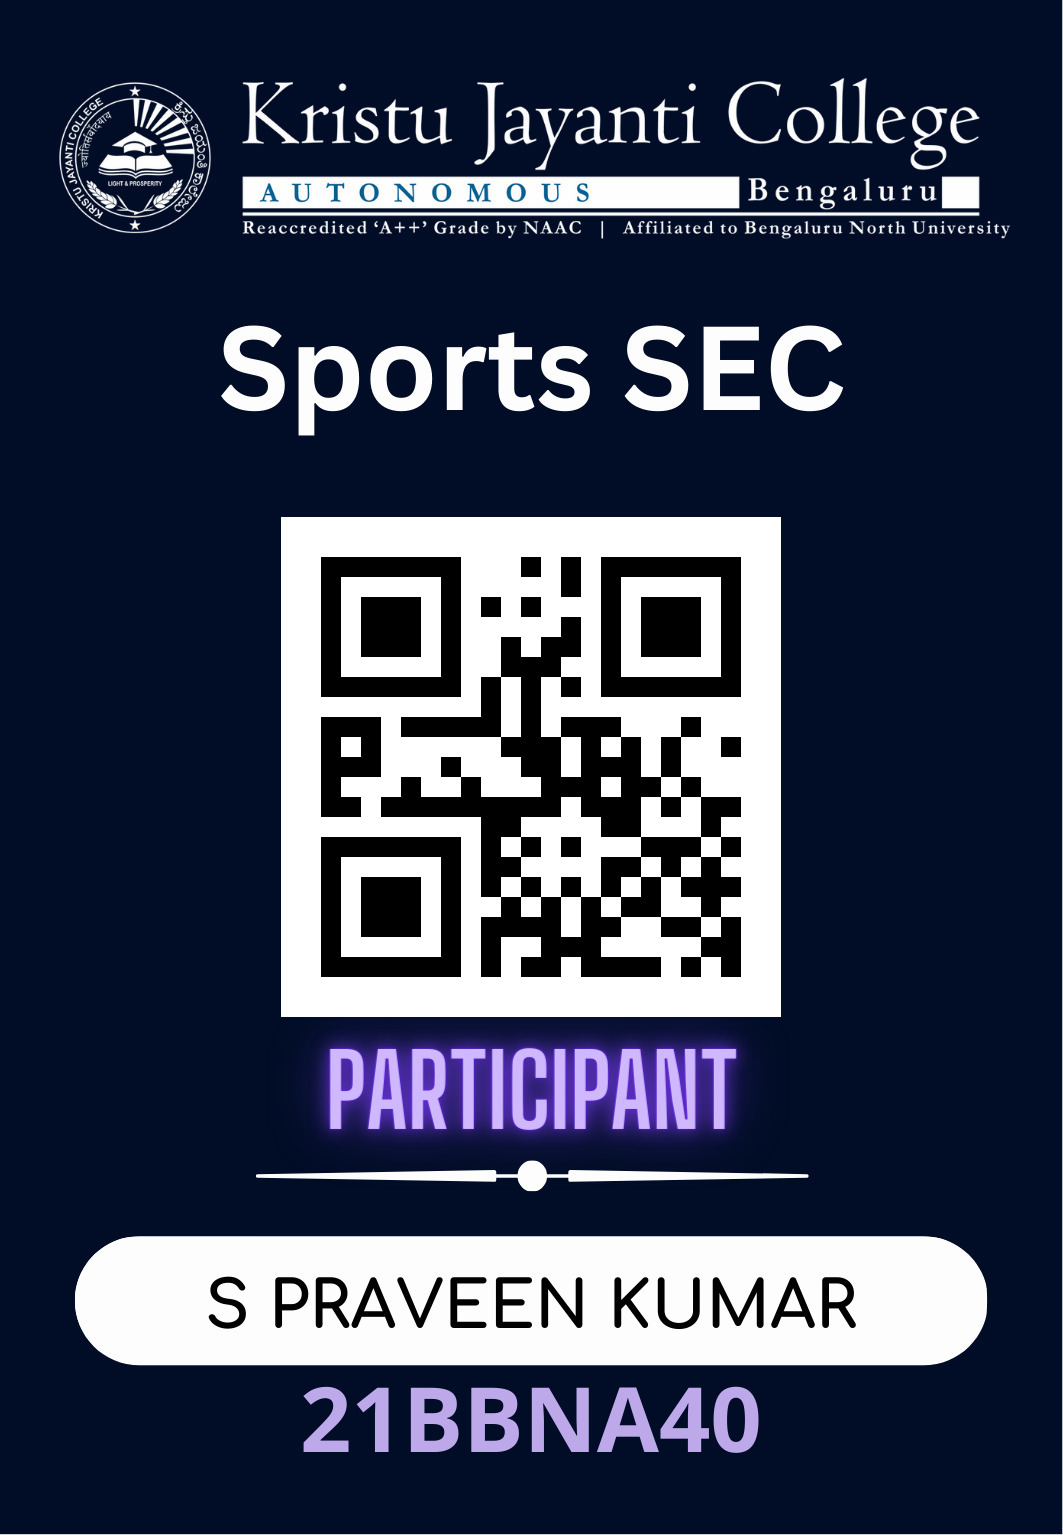 KRISTU JAYANTI COLLEGE
ಕ್ರಿಸ್ತು ಜಯಂತಿ ಕಾಲೇಜು
LIGHT & PROSPERITY
Kristu Jayanti College
AUTONOMOUS Bengaluru
Reaccredited ‘A++’ Grade by NAAC | Affiliated to Bengaluru North University
Sports SEC
PARTICIPANT
S PRAVEEN KUMAR
21BBNA40